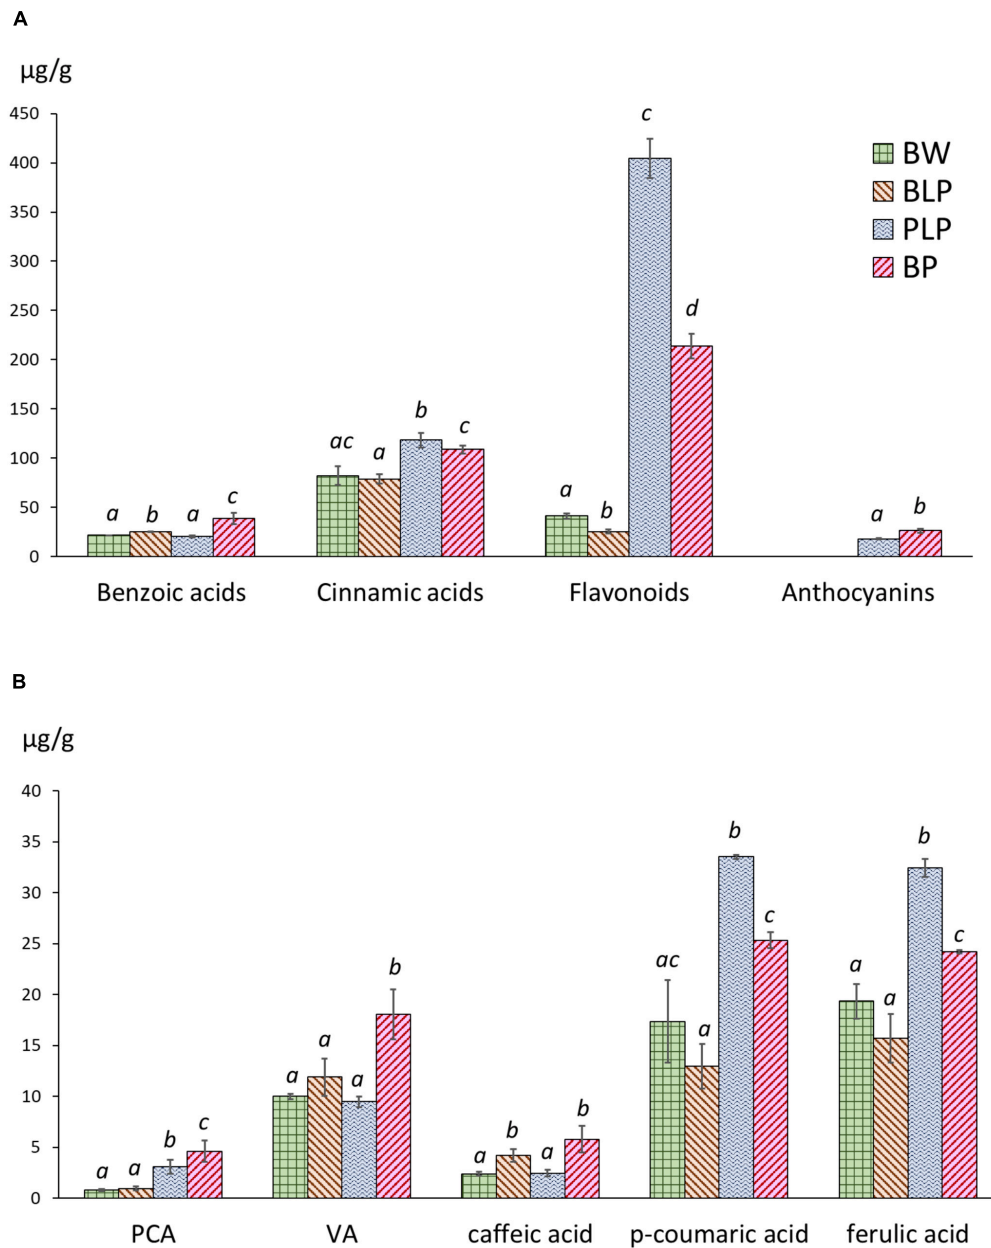 A
µg/g
450
400
350
300
250
200
150
100
50
0
a b a c
ac a b c
a b c d
a b
BW
BLP
PLP
BP
Benzoic acids Cinnamic acids Flavonoids Anthocyanins
B
µg/g
40
35
30
25
20
15
10
5
0
a a b c
a a a b
a b a b
ac a b c
a a b c
PCA VA caffeic acid p-coumaric acid ferulic acid